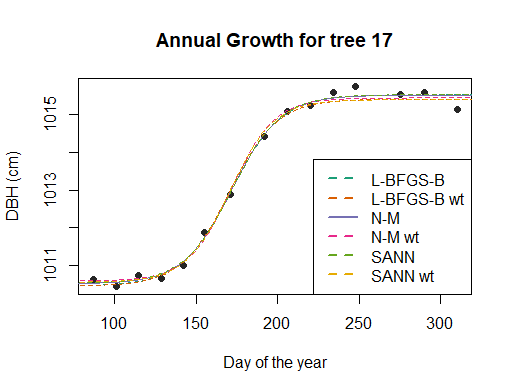 Annual Growth for tree 17
DBH (cm)
1015
1013
1011
L-BFGS-B
L-BFGS-B wt
N-M
N-M wt
SANN
SANN wt
100 150 200 250 300
Day of the year